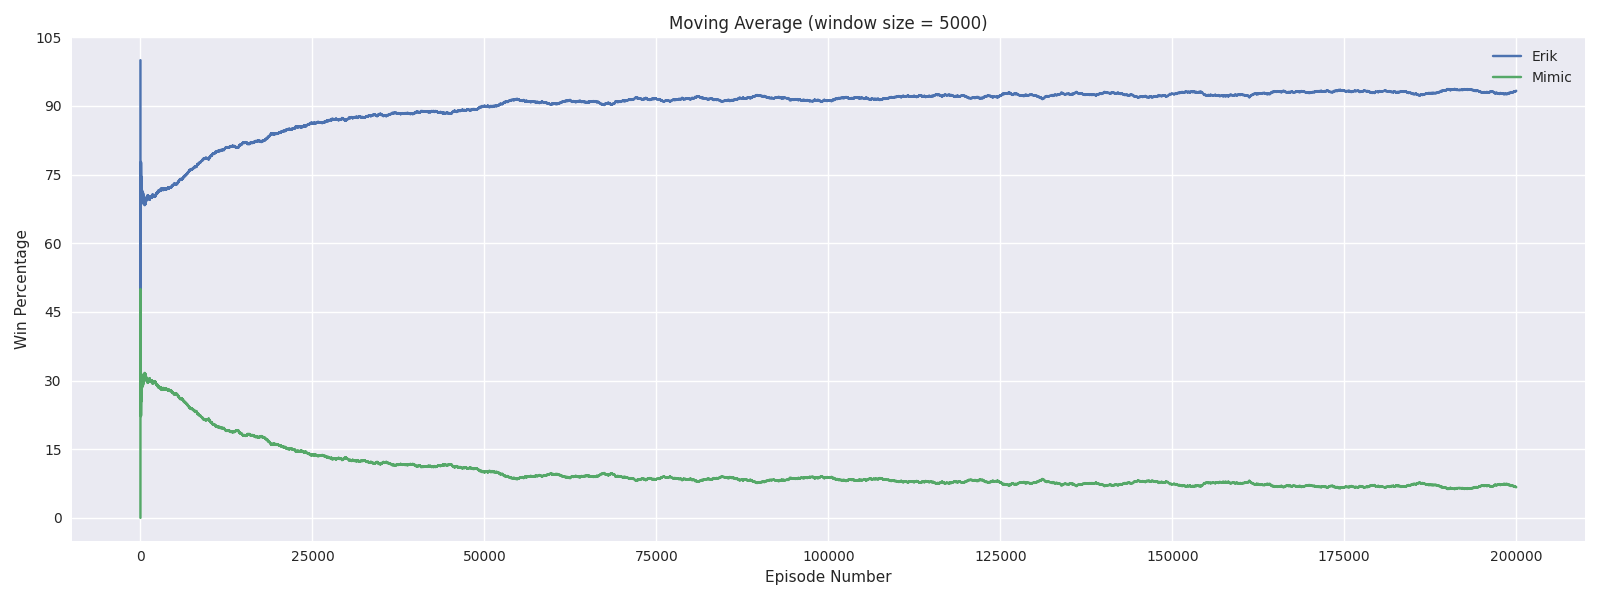 Moving Average (window size = 5000)
Erik
Mimic
Win Percentage
105
90
75
60
45
30
15
0
0 25000 50000 75000 100000 125000 150000 175000 200000
Episode Number